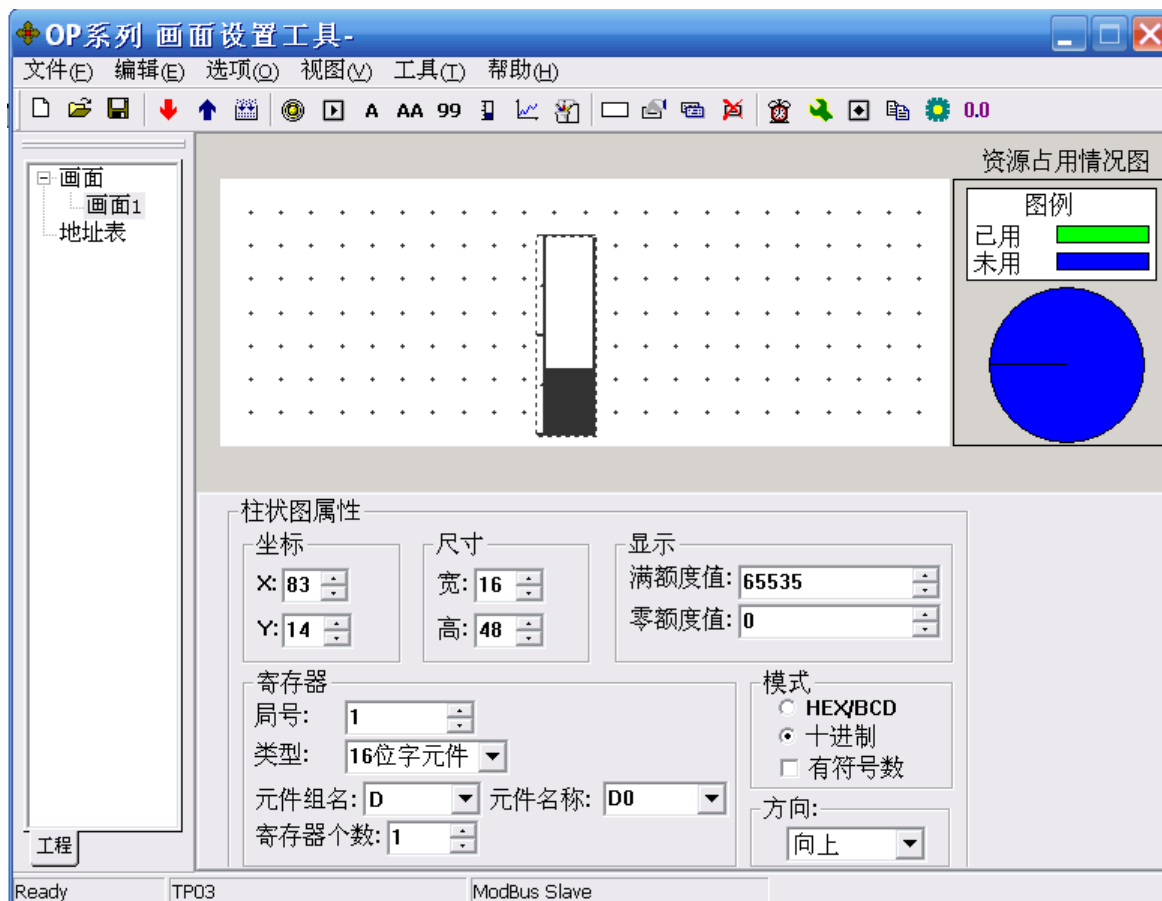 OP系列 画面设置工具-
文件(F) 编辑(E) 选项(O) 视图(V) 工具(T) 帮助(H)
A AA 99 0.0
画面
画面1
地址表
工程
资源占用情况图
图例
已用
未用
柱状图属性
坐标
X: 83
Y: 14
尺寸
宽: 16
高: 48
显示
满额度值: 65535
零额度值: 0
寄存器
局号: 1
类型: 16位字元件
元件组名: D 元件名称: D0
寄存器个数: 1
模式
HEX/BCD
十进制
有符号数
方向:
向上
Ready TP03 ModBus Slave